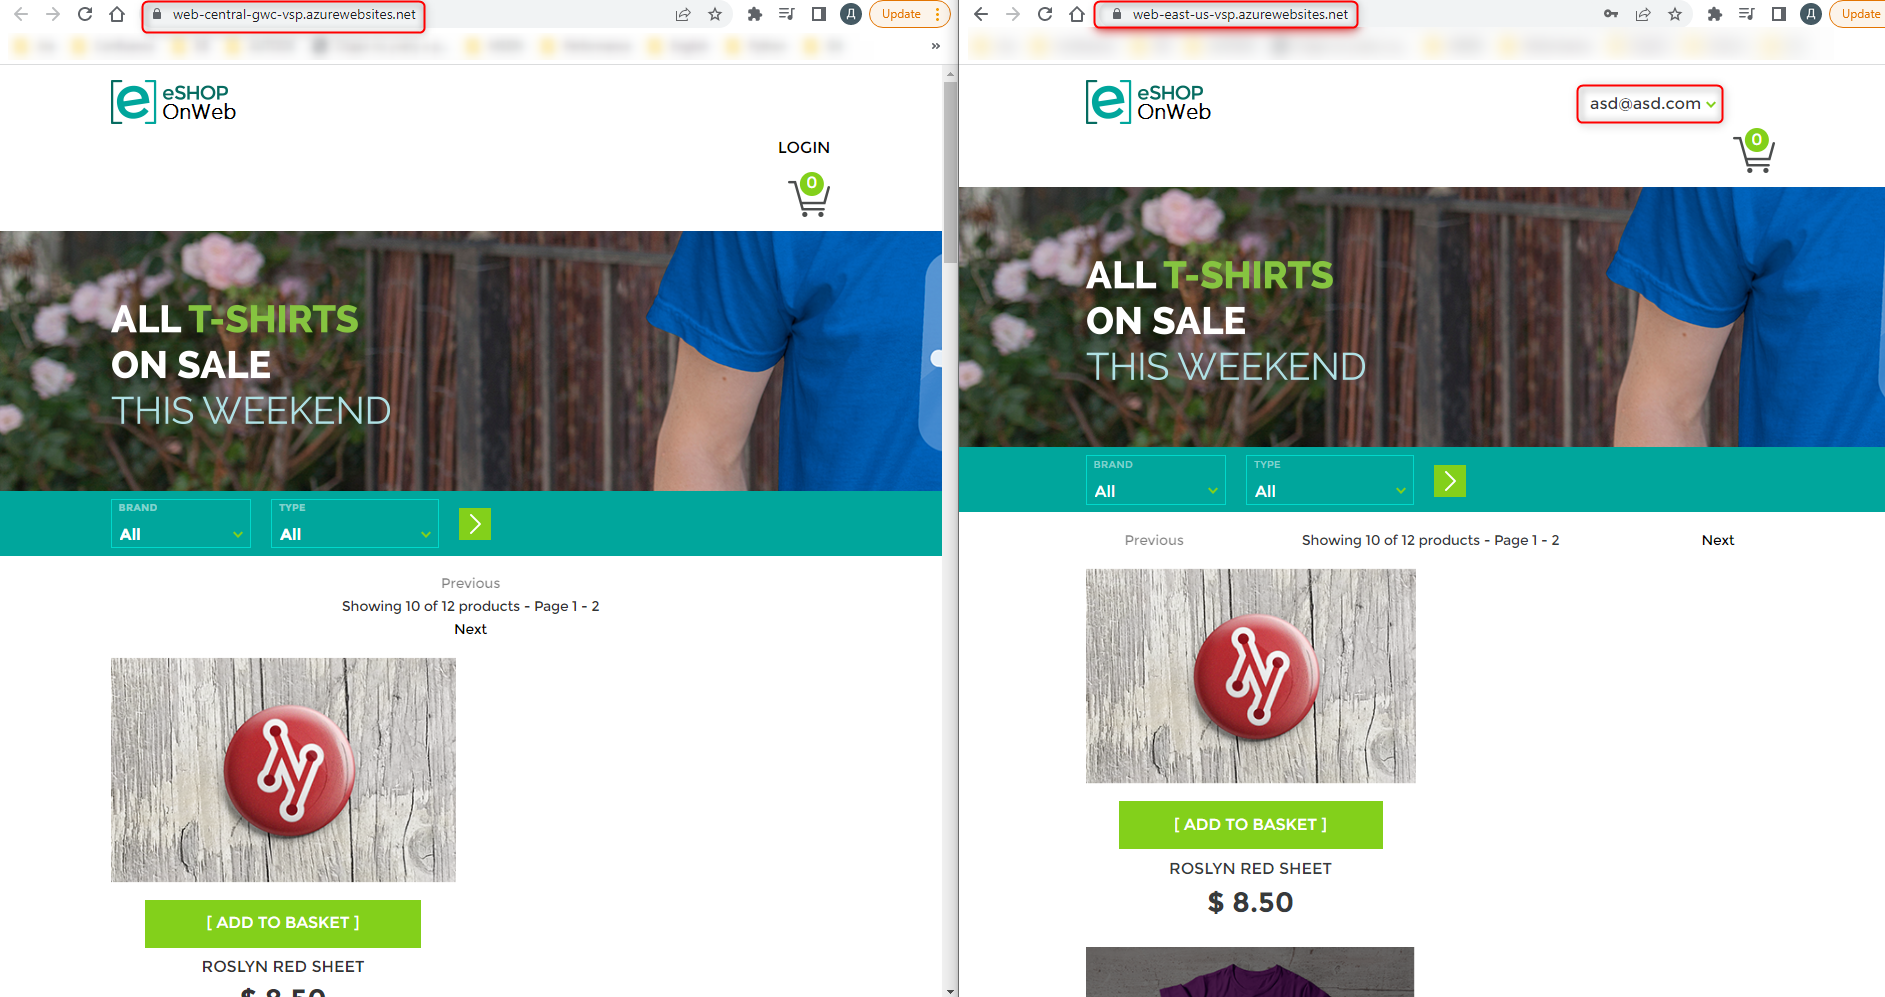 web-central-gwc-vsp.azurewebsites.net
Д
Update
»
e eSHOP
OnWeb
LOGIN
0
ALL T-SHIRTS
ON SALE
THIS WEEKEND
BRAND
All
TYPE
All
Previous
Showing 10 of 12 products - Page 1 - 2
Next
[ ADD TO BASKET ]
ROSLYN RED SHEET
$ 8.50
web-east-us-vsp.azurewebsites.net
Д
Update
e eSHOP
OnWeb
asd@asd.com
0
ALL T-SHIRTS
ON SALE
THIS WEEKEND
BRAND
All
TYPE
All
Previous
Showing 10 of 12 products - Page 1 - 2
Next
[ ADD TO BASKET ]
ROSLYN RED SHEET
$ 8.50